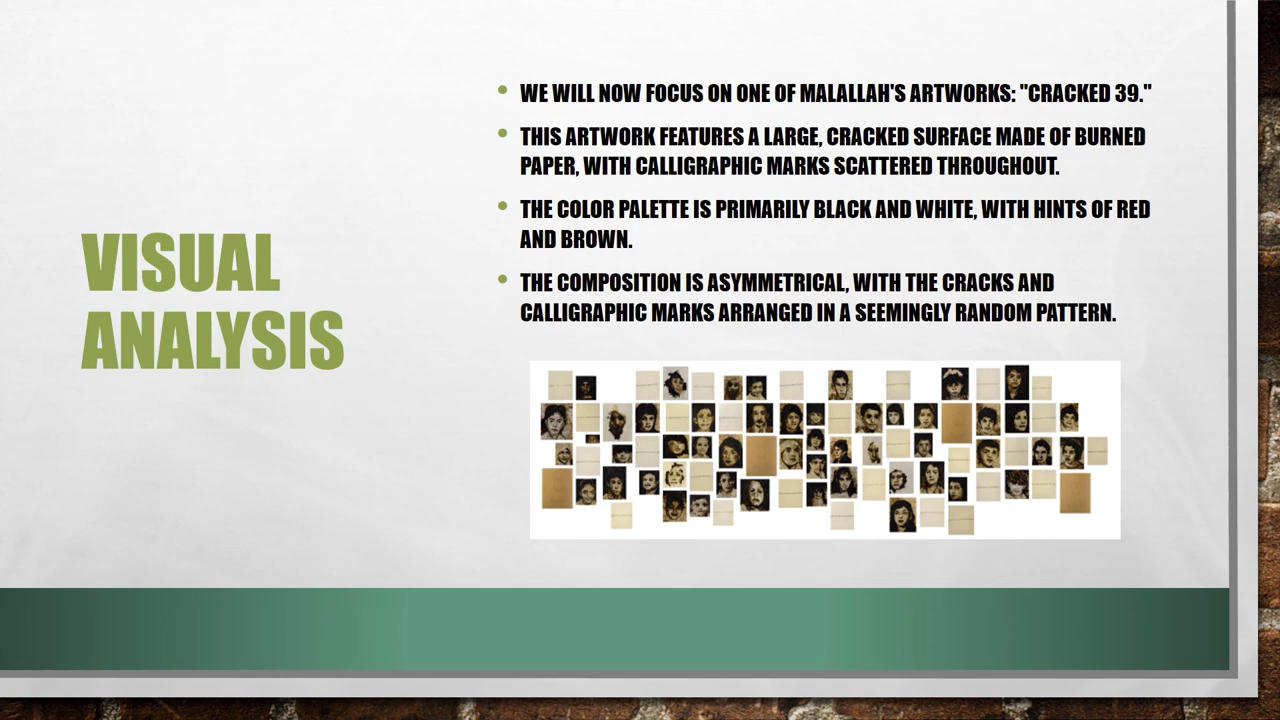 VISUAL
ANALYSIS
WE WILL NOW FOCUS ON ONE OF MALALLAH'S ARTWORKS: "CRACKED 39."
THIS ARTWORK FEATURES A LARGE, CRACKED SURFACE MADE OF BURNED
PAPER, WITH CALLIGRAPHIC MARKS SCATTERED THROUGHOUT.
THE COLOR PALETTE IS PRIMARILY BLACK AND WHITE, WITH HINTS OF RED
AND BROWN.
THE COMPOSITION IS ASYMMETRICAL, WITH THE CRACKS AND
CALLIGRAPHIC MARKS ARRANGED IN A SEEMINGLY RANDOM PATTERN.